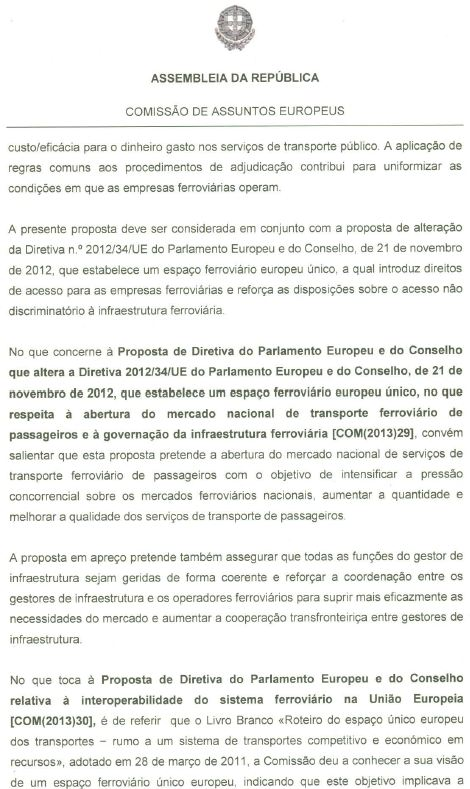 ASSEMBLEIA DA REPÚBLICA
COMISSÃO DE ASSUNTOS EUROPEUS
custo/eficácia para o dinheiro gasto nos serviços de transporte público. A aplicação de
regras comuns aos procedimentos de adjudicação contribui para uniformizar as
condições em que as empresas ferroviárias operam.
A presente proposta deve ser considerada em conjunto com a proposta de alteração
da Diretiva n.º 2012/34/UE do Parlamento Europeu e do Conselho, de 21 de novembro
de 2012, que estabelece um espaço ferroviário europeu único, a qual introduz direitos
de acesso para as empresas ferroviárias e reforça as disposições sobre o acesso não
discriminatório à infraestrutura ferroviária.
No que concerne à Proposta de Diretiva do Parlamento Europeu e do Conselho
que altera a Diretiva 2012/34/UE do Parlamento Europeu e do Conselho, de 21 de
novembro de 2012, que estabelece um espaço ferroviário europeu único, no que
respeita à abertura do mercado nacional de transporte ferroviário de
passageiros e à governação da infraestrutura ferroviária [COM(2013)29], convém
salientar que esta proposta pretende a abertura do mercado nacional de serviços de
transporte ferroviário de passageiros com o objetivo de intensificar a pressão
concorrencial sobre os mercados ferroviários nacionais, aumentar a quantidade e
melhorar a qualidade dos serviços de transporte de passageiros.
A proposta em apreço pretende também assegurar que todas as funções do gestor de
infraestrutura sejam geridas de forma coerente e reforçar a coordenação entre os
gestores de infraestrutura e os operadores ferroviários para suprir mais eficazmente as
necessidades do mercado e aumentar a cooperação transfronteiriça entre gestores de
infraestrutura.
No que toca à Proposta de Diretiva do Parlamento Europeu e do Conselho
relativa à interoperabilidade do sistema ferroviário na União Europeia
[COM(2013)30], é de referir que o Livro Branco «Roteiro do espaço único europeu
dos transportes – rumo a um sistema de transportes competitivo e económico em
recursos», adotado em 28 de março de 2011, a Comissão deu a conhecer a sua visão
de um espaço ferroviário único europeu, indicando que este objetivo implicava a